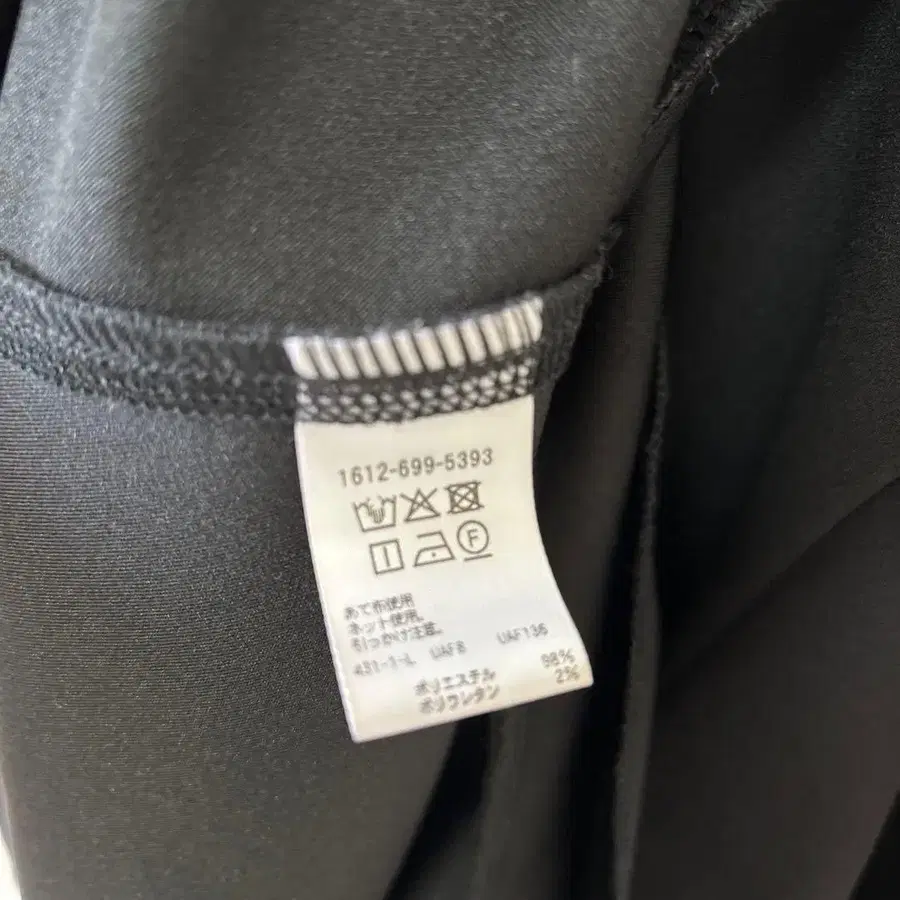 1612-699-5393
F
あて布使用
ネット使用。
引っかけ注意。
431-1-L UAF8 UAF136
ポリエステル 98%
ポリウレタン 2%